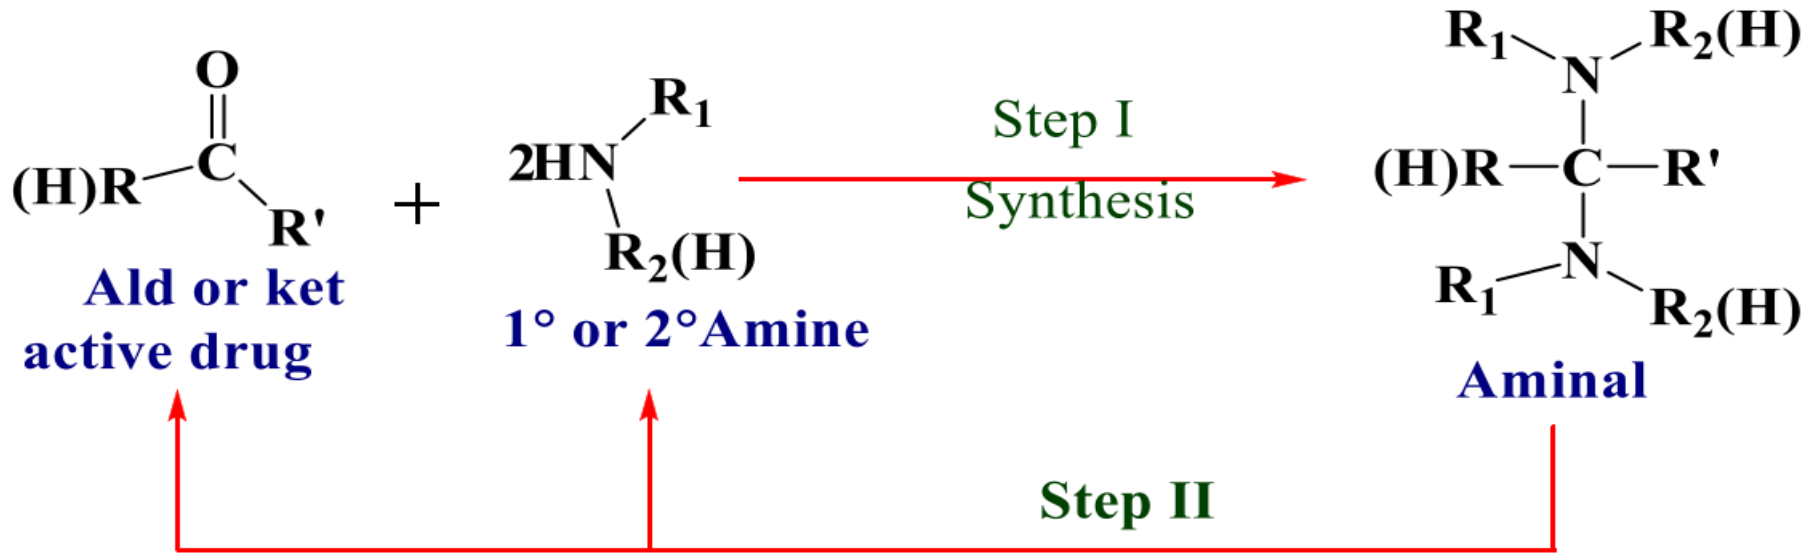 O
C
(H)R
R'
+
2HN
R₁
R₂(H)
Ald or ket
active drug
1° or 2°Amine
Step I
Synthesis
R₁ R₂(H)
N
(H)R C R'
N
R₁ R₂(H)
Aminal
Step II